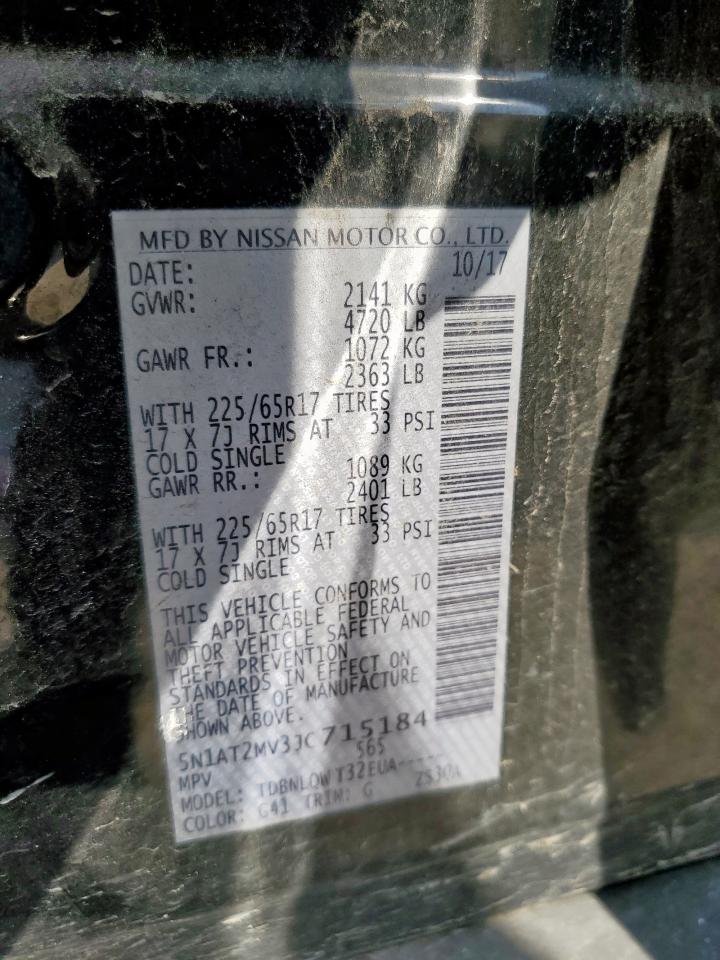 MFD BY NISSAN MOTOR CO., LTD.
DATE: 10/17
GVWR: 2141 KG
4720 LB
GAWR FR.: 1072 KG
2363 LB
WITH 225/65R17 TIRES
17 X 7J RIMS AT 33 PSI
COLD SINGLE
GAWR RR.: 1089 KG
2401 LB
WITH 225/65R17 TIRES
17 X 7J RIMS AT 33 PSI
COLD SINGLE
THIS VEHICLE CONFORMS TO
ALL APPLICABLE FEDERAL
MOTOR VEHICLE SAFETY AND
THEFT PREVENTION
STANDARDS IN EFFECT ON
THE DATE OF MANUFACTURE
SHOWN ABOVE.
5N1AT2MV3JC715184
MPV 565
MODEL: TDBNLQW T32EUA-----
COLOR: G41 TRIM: G